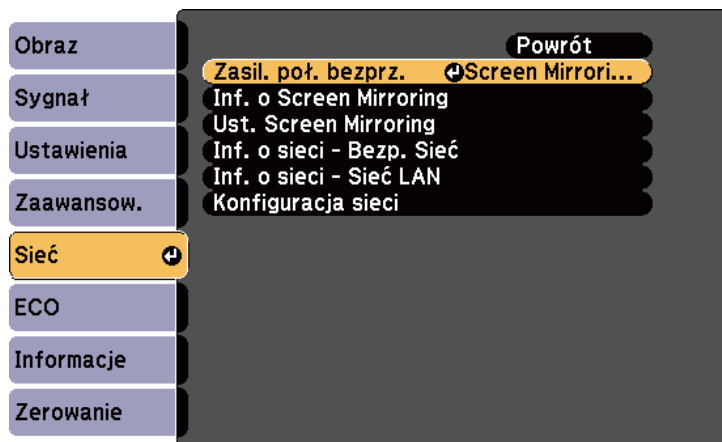 Obraz
Sygnał
Ustawienia
Zaawansow.
Sieć
ECO
Informacje
Zerowanie
Powrót
Zasil. poł. bezprz. Screen Mirrori...
Inf. o Screen Mirroring
Ust. Screen Mirroring
Inf. o sieci - Bezp. Sieć
Inf. o sieci - Sieć LAN
Konfiguracja sieci